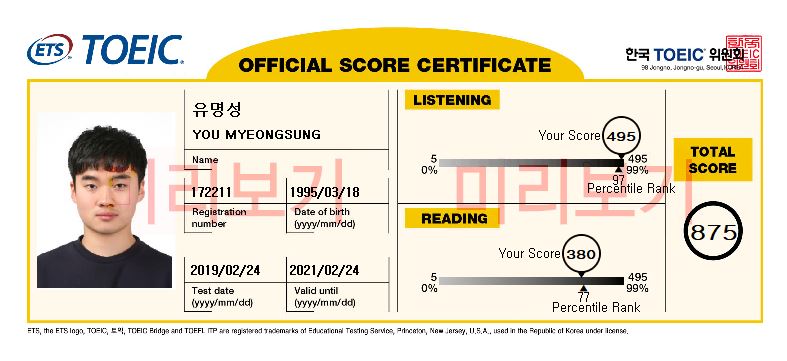 ETS TOEIC
OFFICIAL SCORE CERTIFICATE
한국 TOEIC 위원회
98 Jongno, Jongno-gu, Seoul, KOREA
유명성
YOU MYEONGSUNG
Name
172211
Registration
number
1995/03/18
Date of birth
(yyyy/mm/dd)
2019/02/24
Test date
(yyyy/mm/dd)
2021/02/24
Valid until
(yyyy/mm/dd)
LISTENING
Your Score 495
5 495
0% 99%
97
Percentile Rank
READING
Your Score 380
5 495
0% 99%
77
Percentile Rank
TOTAL
SCORE
875
미리보기 미리보기
ETS, the ETS logo, TOEIC, 토익, TOEIC Bridge and TOEFL ITP are registered trademarks of Educational Testing Service, Princeton, New Jersey, U.S.A., used in the Republic of Korea under license.